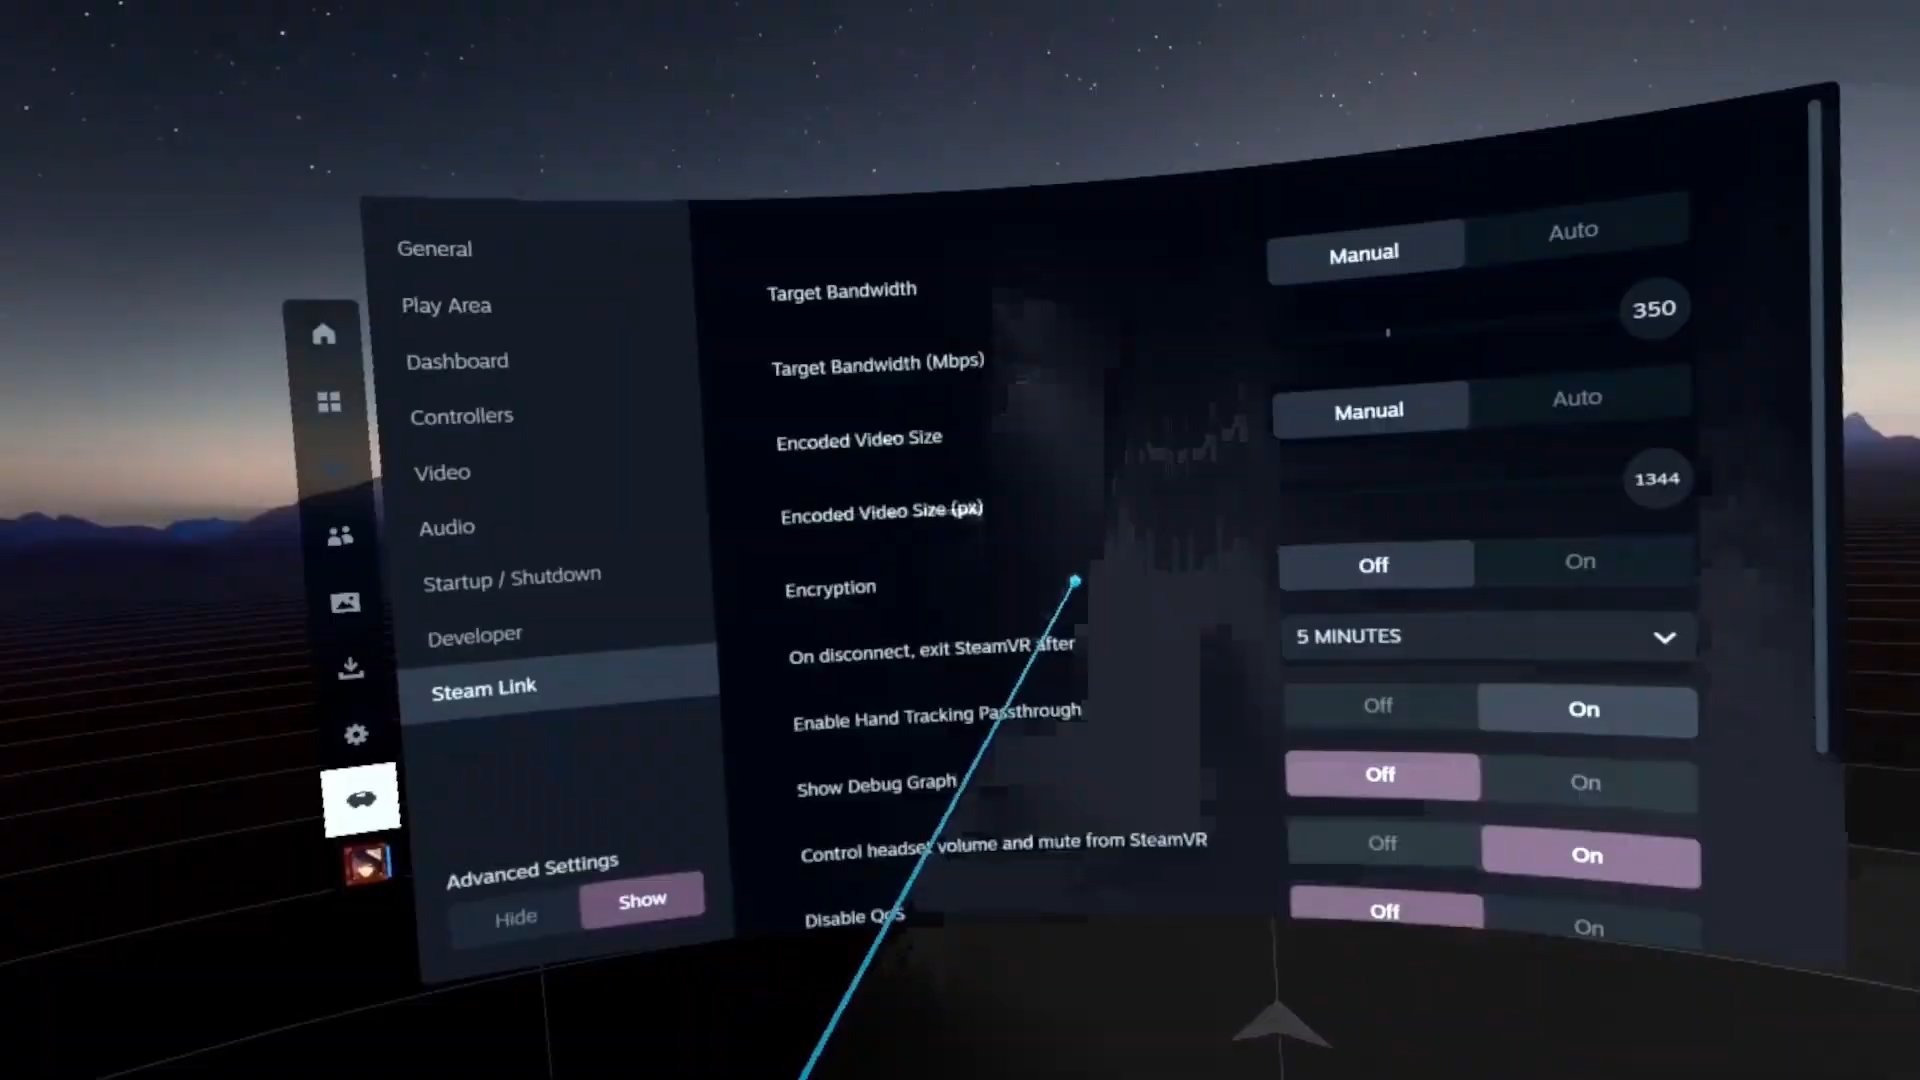 General
Play Area
Dashboard
Controllers
Video
Audio
Startup / Shutdown
Developer
Steam Link
Advanced Settings
Hide
Show
Target Bandwidth
Manual
Auto
Target Bandwidth (Mbps)
350
Encoded Video Size
Manual
Auto
Encoded Video Size (px)
1344
Encryption
Off
On
On disconnect, exit SteamVR after
5 MINUTES
Enable Hand Tracking Passthrough
Off
On
Show Debug Graph
Off
On
Control headset volume and mute from SteamVR
Off
On
Disable QoS
Off
On